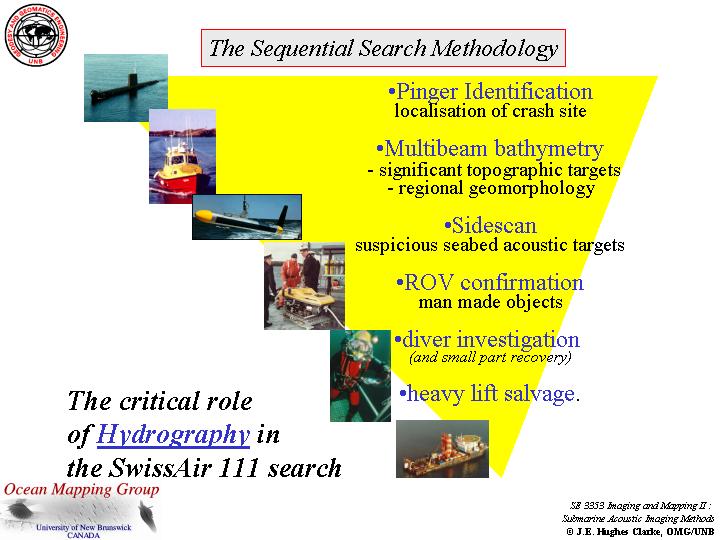 GEODESY AND GEOMATICS ENGINEERING
UNB
The Sequential Search Methodology
•Pinger Identification
localisation of crash site
•Multibeam bathymetry
- significant topographic targets
- regional geomorphology
•Sidescan
suspicious seabed acoustic targets
•ROV confirmation
man made objects
•diver investigation
(and small part recovery)
•heavy lift salvage.
The critical role
of Hydrography in
the SwissAir 111 search
Ocean Mapping Group
University of New Brunswick
CANADA
SE 3353 Imaging and Mapping II :
Submarine Acoustic Imaging Methods
© J.E. Hughes Clarke, OMG/UNB